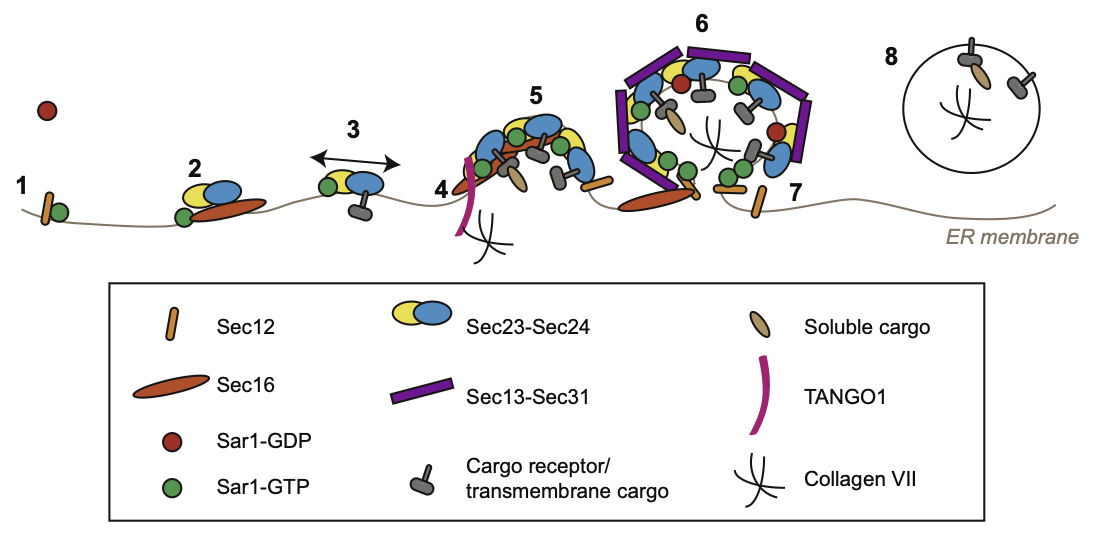 6
8
5
3
2
1
4
7
ER membrane
Sec12
Sec23-Sec24
Soluble cargo
Sec16
Sec13-Sec31
TANGO1
Sar1-GDP
Sar1-GTP
Cargo receptor/
transmembrane cargo
Collagen VII